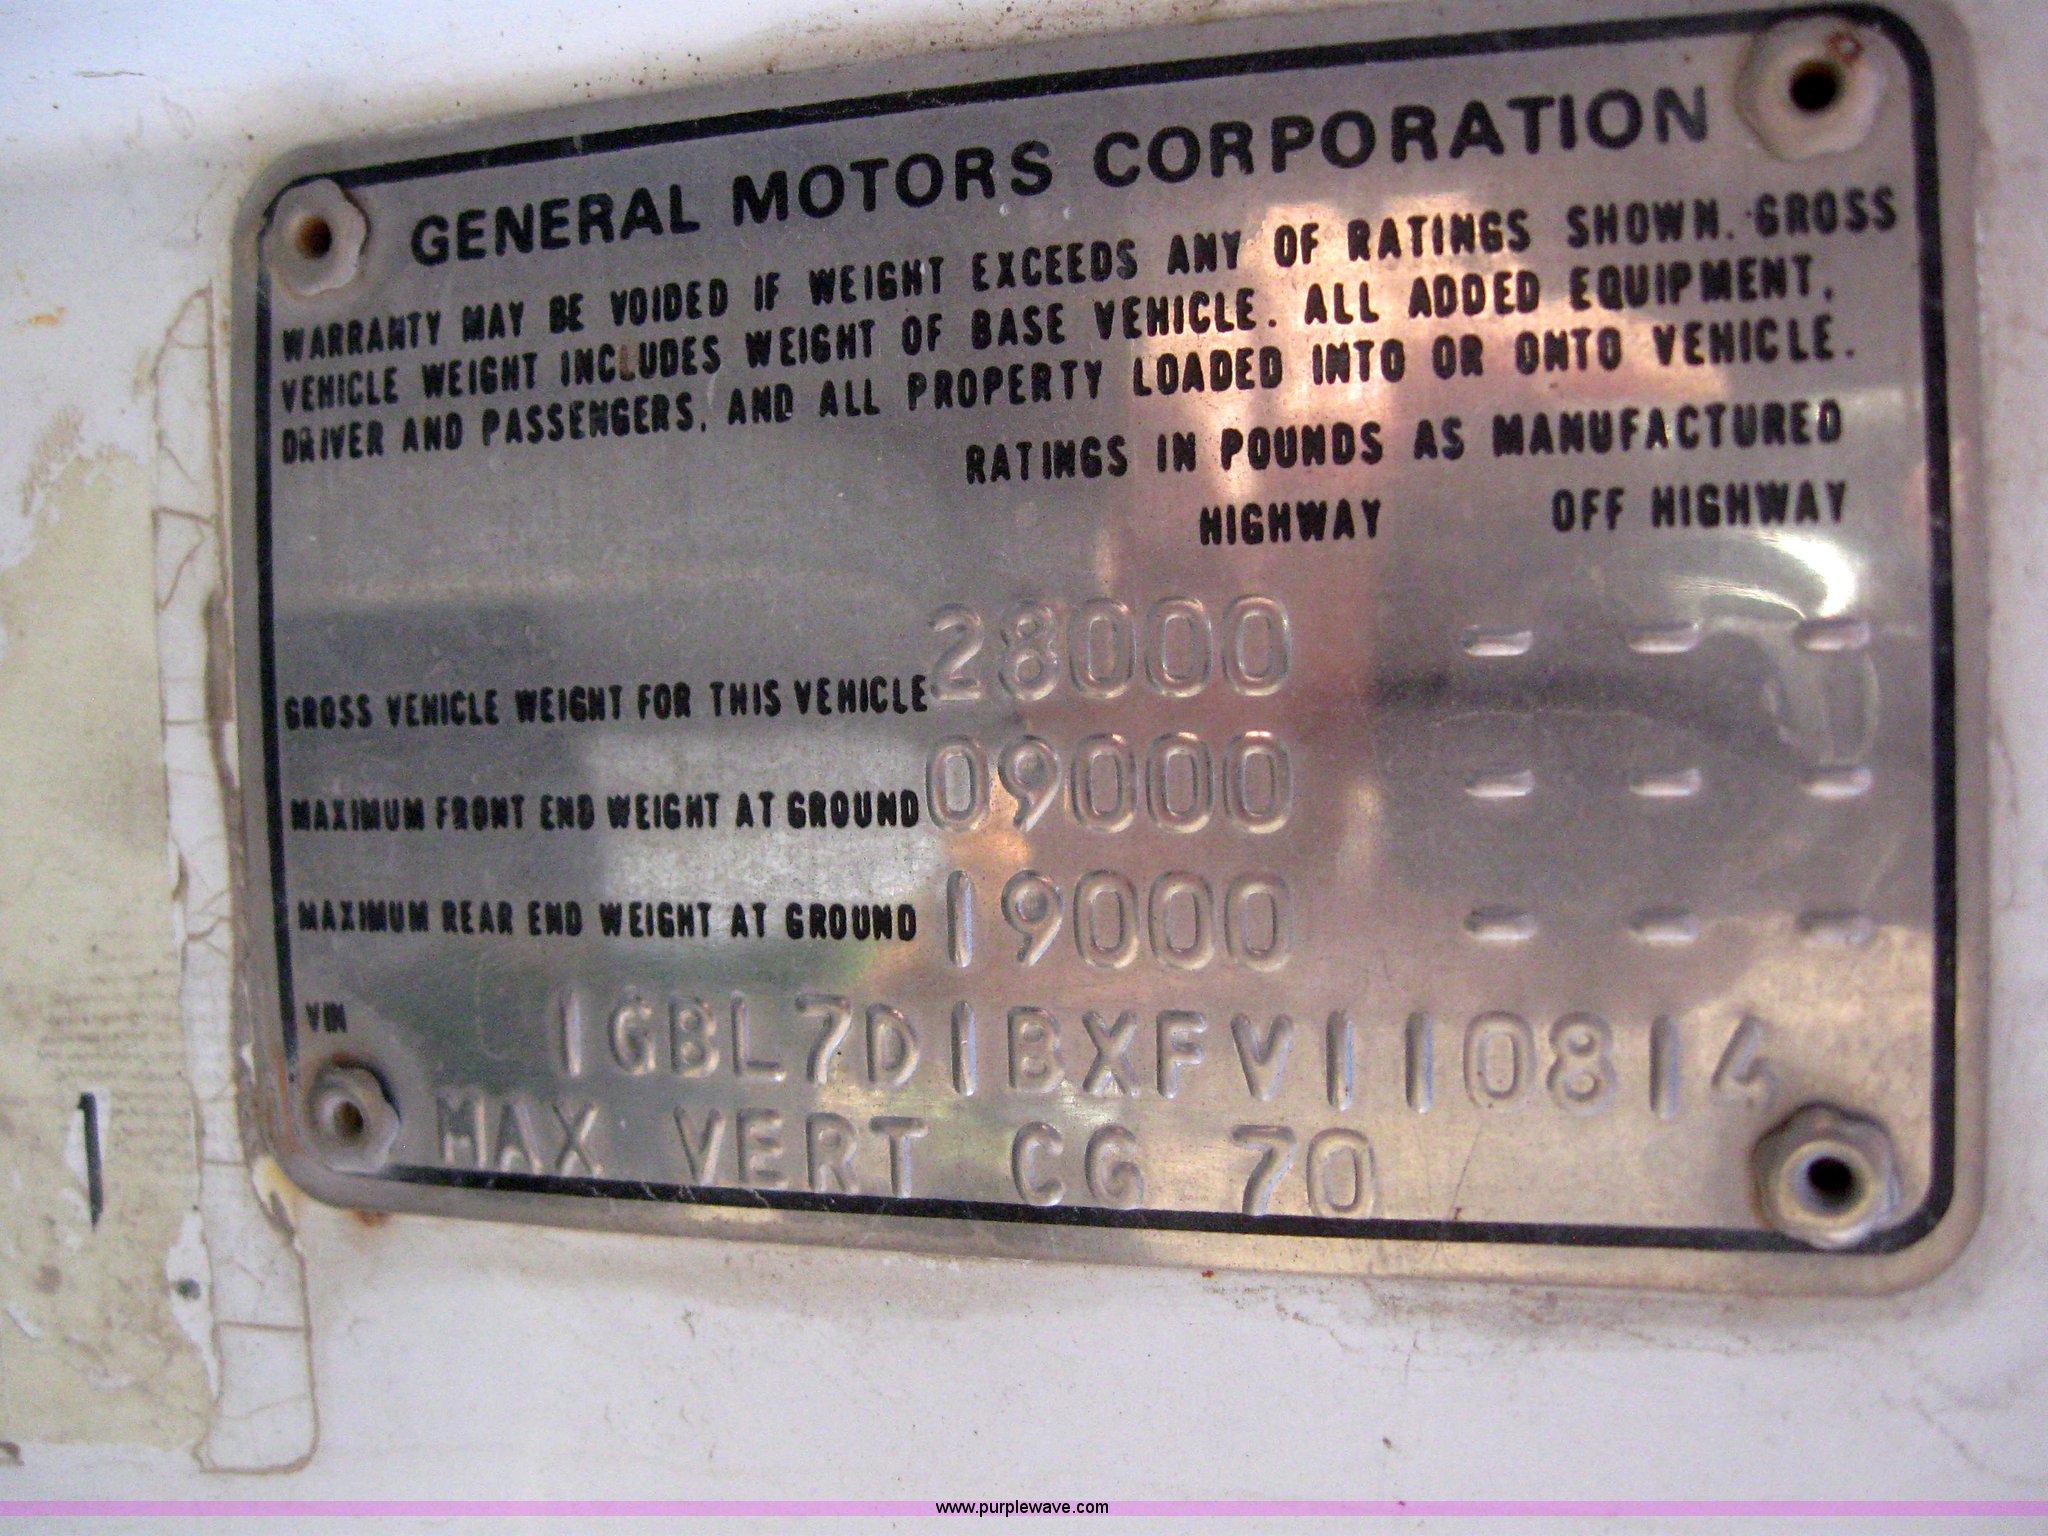 GENERAL MOTORS CORPORATION
WARRANTY MAY BE VOIDED IF WEIGHT EXCEEDS ANY OF RATINGS SHOWN. GROSS
VEHICLE WEIGHT INCLUDES WEIGHT OF BASE VEHICLE. ALL ADDED EQUIPMENT,
DRIVER AND PASSENGERS, AND ALL PROPERTY LOADED INTO OR ONTO VEHICLE.
RATINGS IN POUNDS AS MANUFACTURED
HIGHWAY OFF HIGHWAY
GROSS VEHICLE WEIGHT FOR THIS VEHICLE 28000 - - -
MAXIMUM FRONT END WEIGHT AT GROUND 09000 - - -
MAXIMUM REAR END WEIGHT AT GROUND 19000 - - -
VIN 1GBL7D1BXFV110814
MAX VERT CG 70
www.purplewave.com